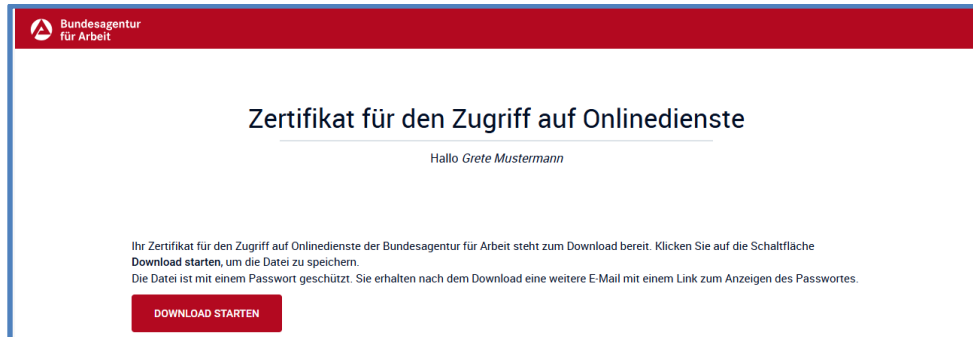 Bundesagentur
für Arbeit
Zertifikat für den Zugriff auf Onlinedienste
Hallo Grete Mustermann
Ihr Zertifikat für den Zugriff auf Onlinedienste der Bundesagentur für Arbeit steht zum Download bereit. Klicken Sie auf die Schaltfläche
Download starten, um die Datei zu speichern.
Die Datei ist mit einem Passwort geschützt. Sie erhalten nach dem Download eine weitere E-Mail mit einem Link zum Anzeigen des Passwortes.
DOWNLOAD STARTEN